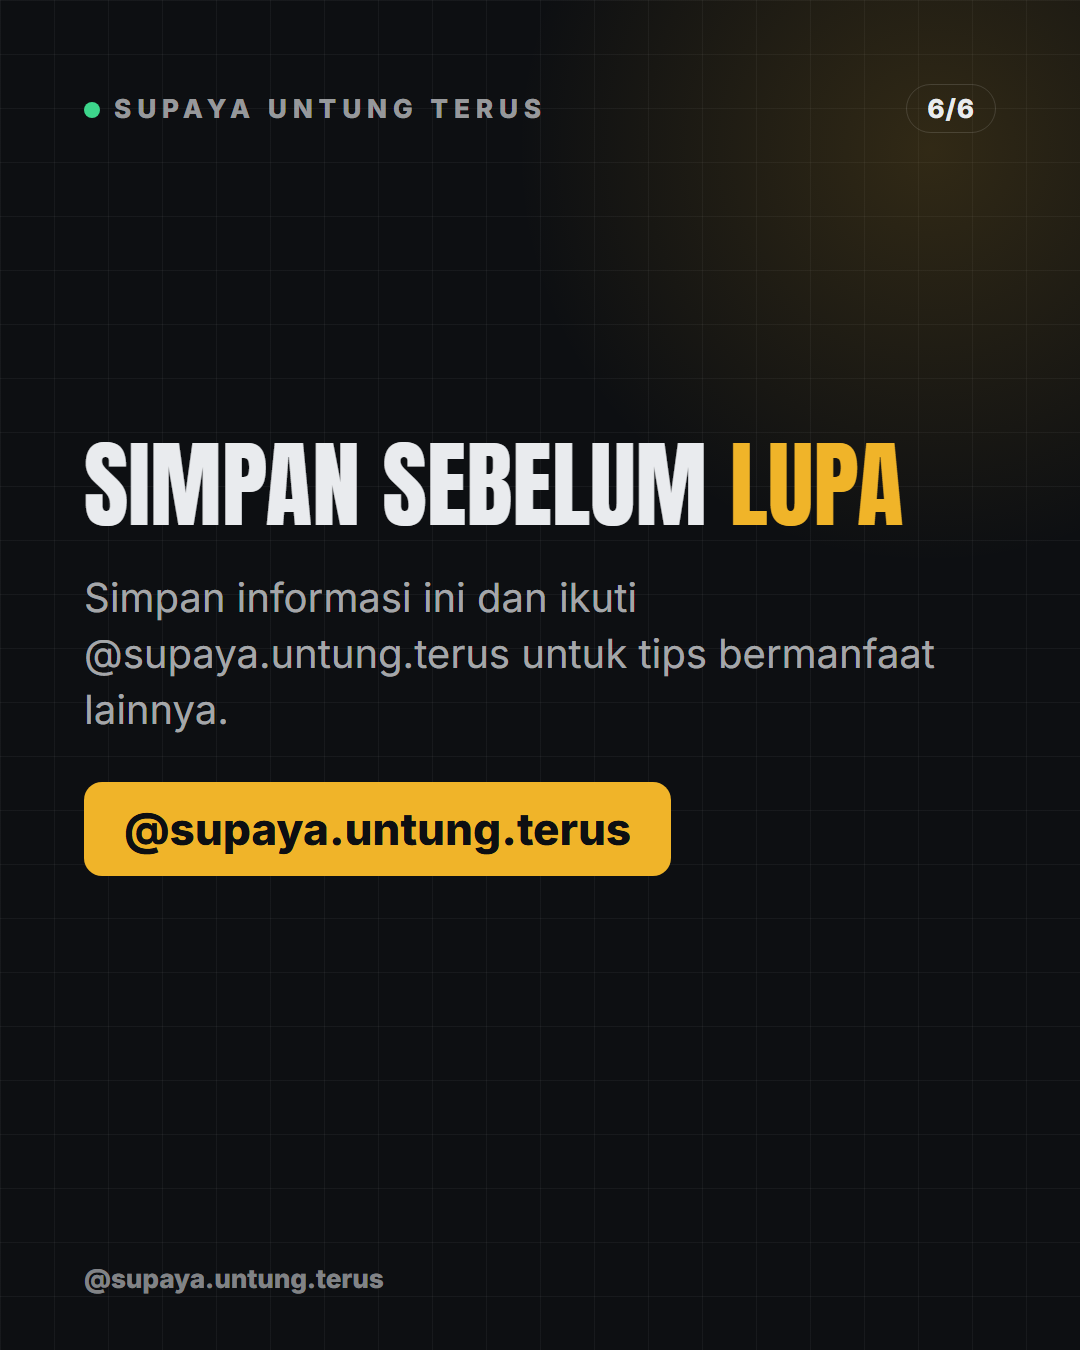 SUPAYA UNTUNG TERUS
6/6
SIMPAN SEBELUM LUPA
Simpan informasi ini dan ikuti
@supaya.untung.terus untuk tips bermanfaat
lainnya.
@supaya.untung.terus
@supaya.untung.terus